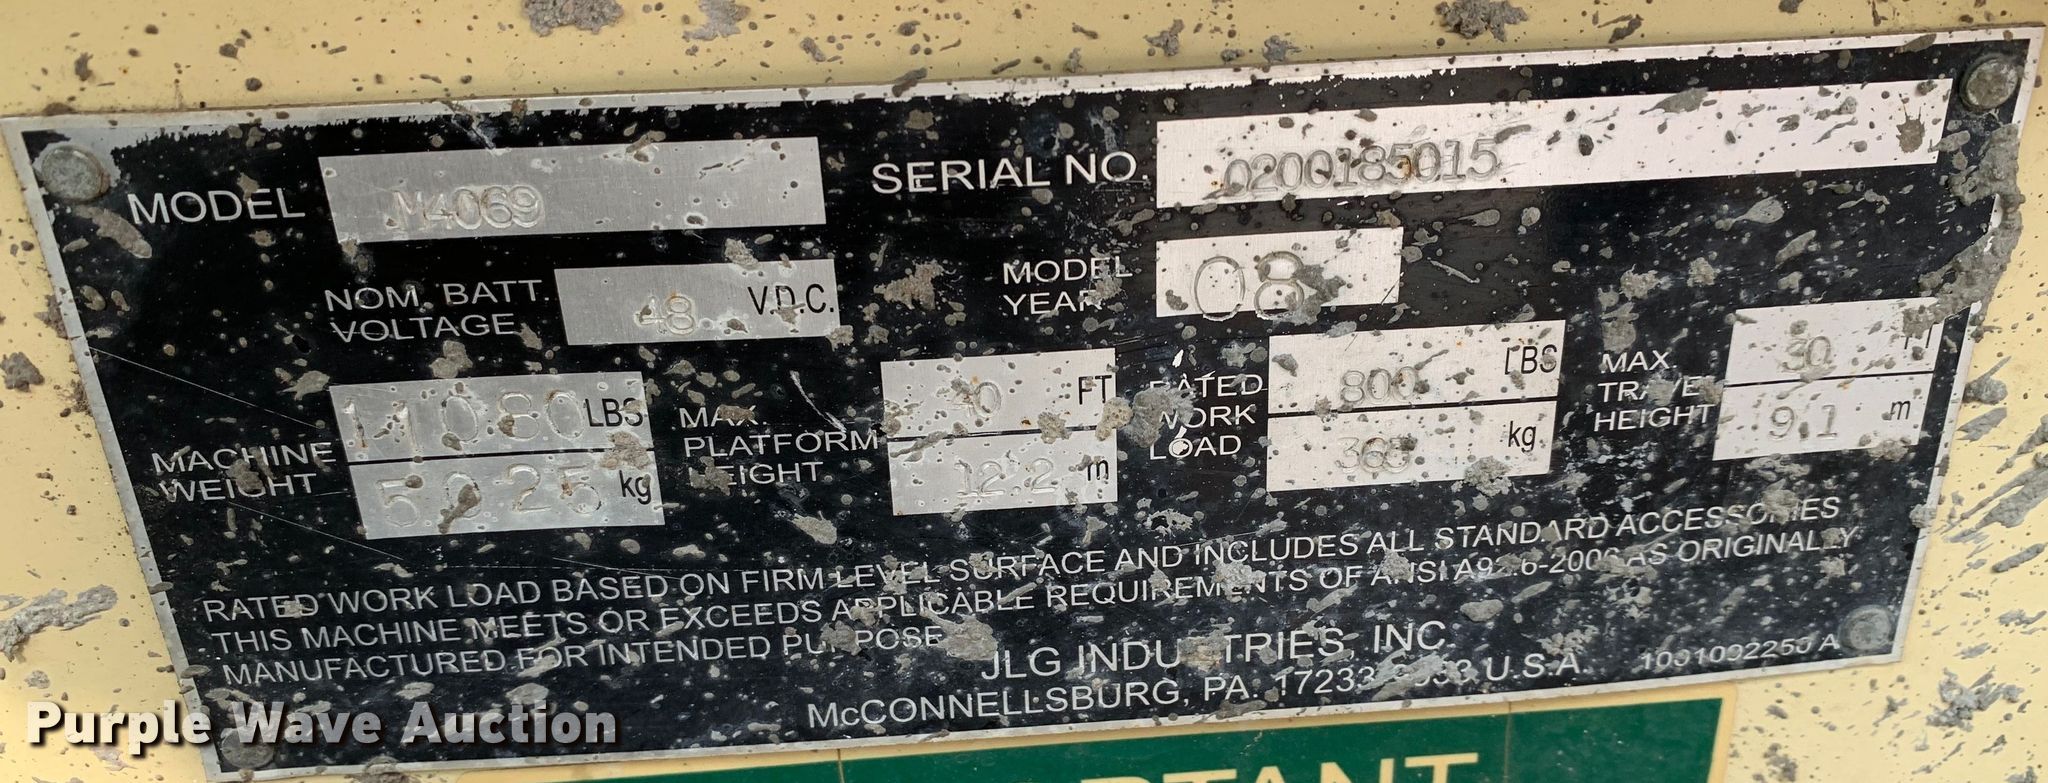 MODEL M4069
SERIAL NO. 0200185015
NOM. BATT. VOLTAGE 48 V.D.C.
MODEL YEAR 08
MACHINE WEIGHT 11080 LBS
5025 kg
MAX. PLATFORM HEIGHT 40 FT
12.2 m
RATED WORK LOAD 800 LBS
kg
MAX TRAVEL HEIGHT 30 FT
9.1 m
RATED WORK LOAD BASED ON FIRM LEVEL SURFACE AND INCLUDES ALL STANDARD ACCESSORIES
THIS MACHINE MEETS OR EXCEEDS APPLICABLE REQUIREMENTS OF ANSI AS ORIGINALLY
MANUFACTURED FOR INTENDED PURPOSE
JLG INDUSTRIES, INC.
McCONNELLSBURG, PA. U.S.A.
Purple Wave Auction